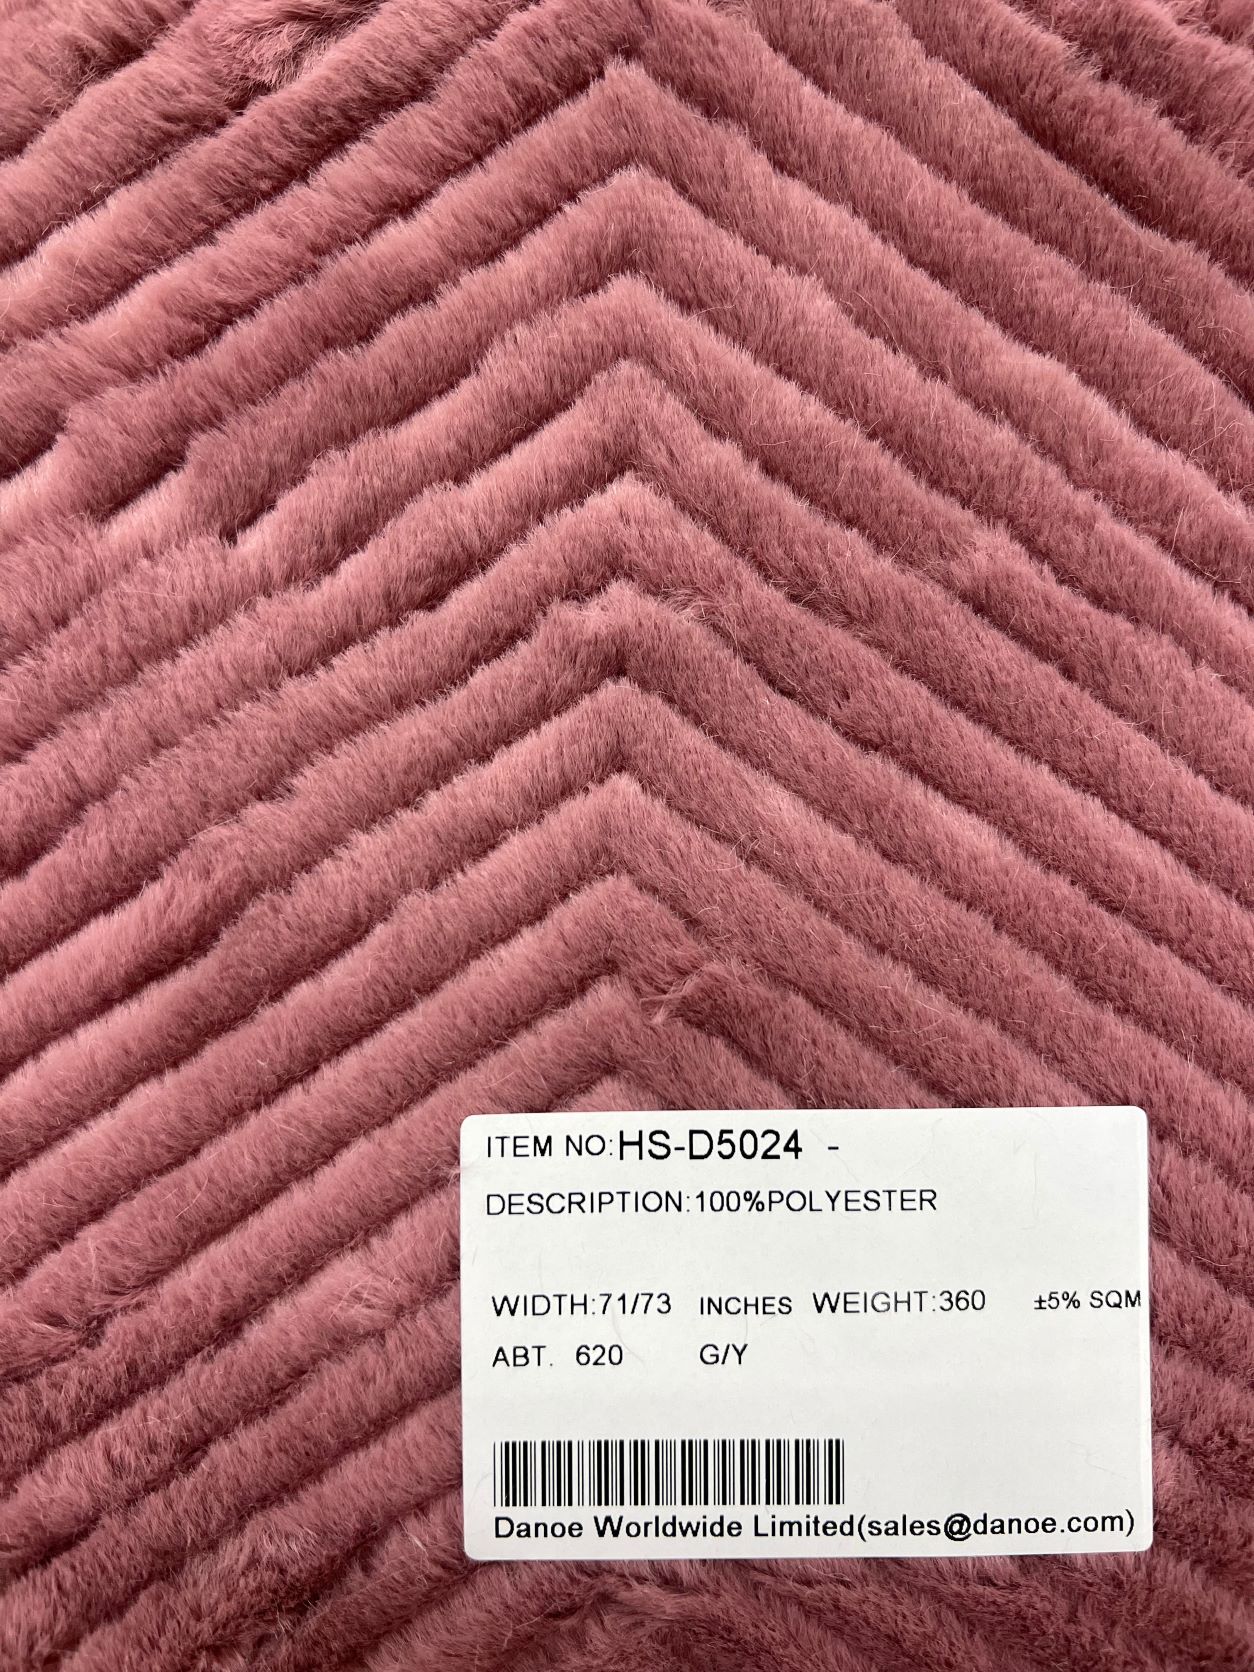 ITEM NO:HS-D5024 -
DESCRIPTION:100%POLYESTER
WIDTH:71/73 INCHES WEIGHT:360 ±5% SQM
ABT. 620 G/Y
Danoe Worldwide Limited(sales@danoe.com)